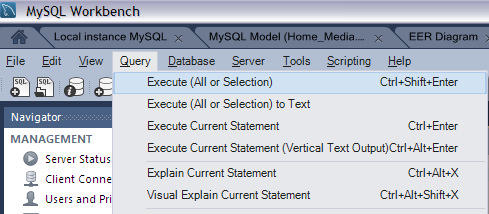 MySQL Workbench
Local instance MySQL
MySQL Model (Home_Media....
EER Diagram
File Edit View Query Database Server Tools Scripting Help
Execute (All or Selection) Ctrl+Shift+Enter
Execute (All or Selection) to Text
Execute Current Statement Ctrl+Enter
Execute Current Statement (Vertical Text Output) Ctrl+Alt+Enter
Explain Current Statement Ctrl+Alt+X
Visual Explain Current Statement Ctrl+Alt+Shift+X
SQL SQL
Navigator
MANAGEMENT
Server Status
Client Conne
Users and Pri